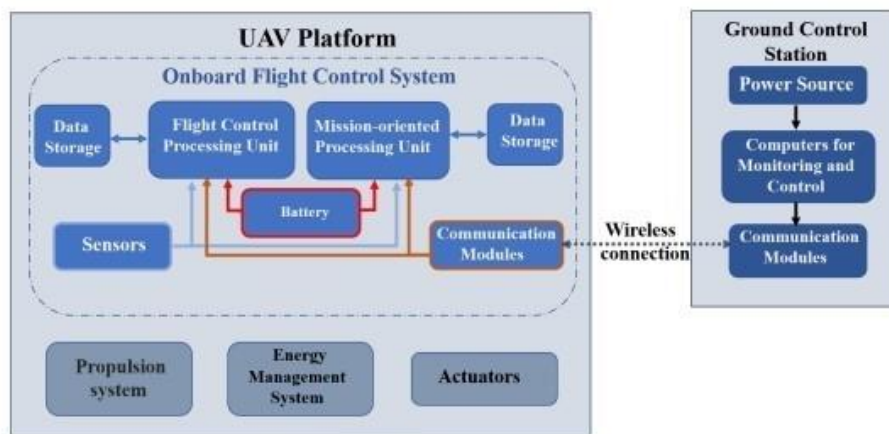 UAV Platform
Onboard Flight Control System
Data
Storage
Flight Control
Processing Unit
Mission-oriented
Processing Unit
Data
Storage
Battery
Sensors
Communication
Modules
Propulsion
system
Energy
Management
System
Actuators
Wireless
connection
Ground Control
Station
Power Source
Computers for
Monitoring and
Control
Communication
Modules